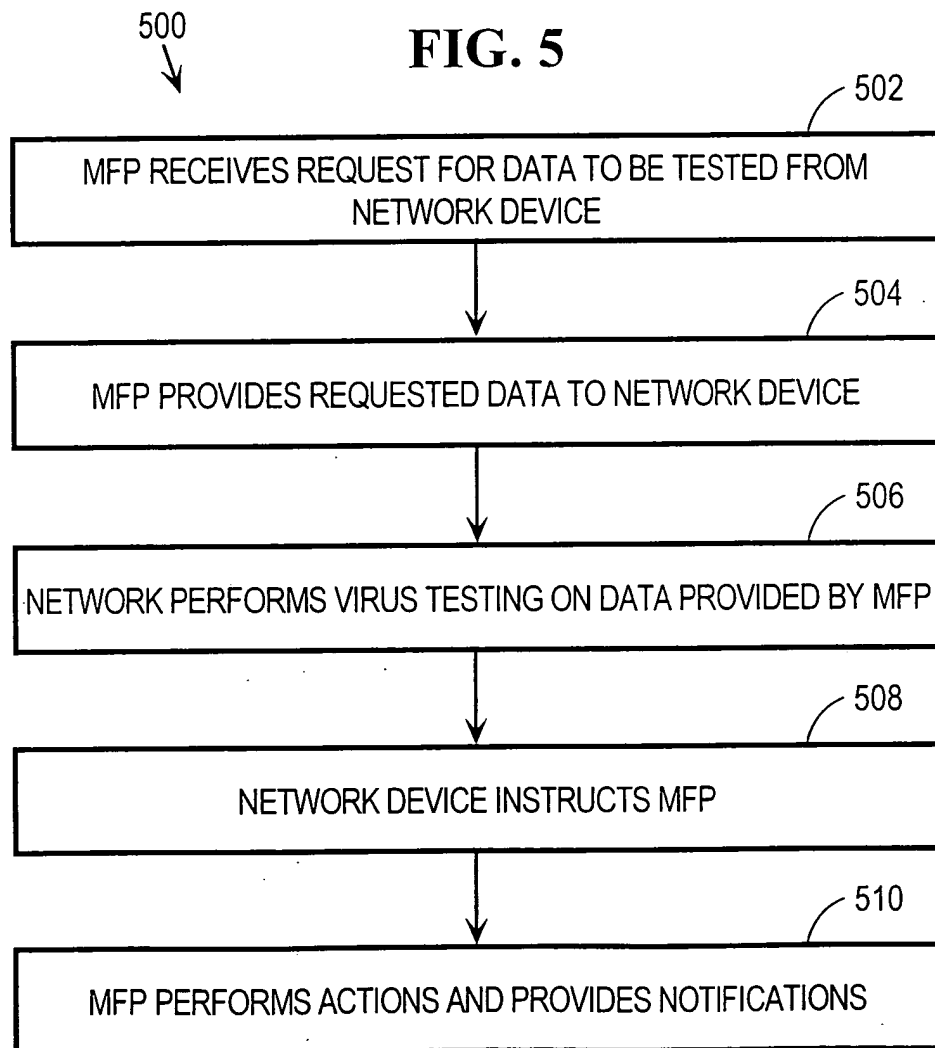 500
FIG. 5
502
MFP RECEIVES REQUEST FOR DATA TO BE TESTED FROM
NETWORK DEVICE
504
MFP PROVIDES REQUESTED DATA TO NETWORK DEVICE
506
NETWORK PERFORMS VIRUS TESTING ON DATA PROVIDED BY MFP
508
NETWORK DEVICE INSTRUCTS MFP
510
MFP PERFORMS ACTIONS AND PROVIDES NOTIFICATIONS